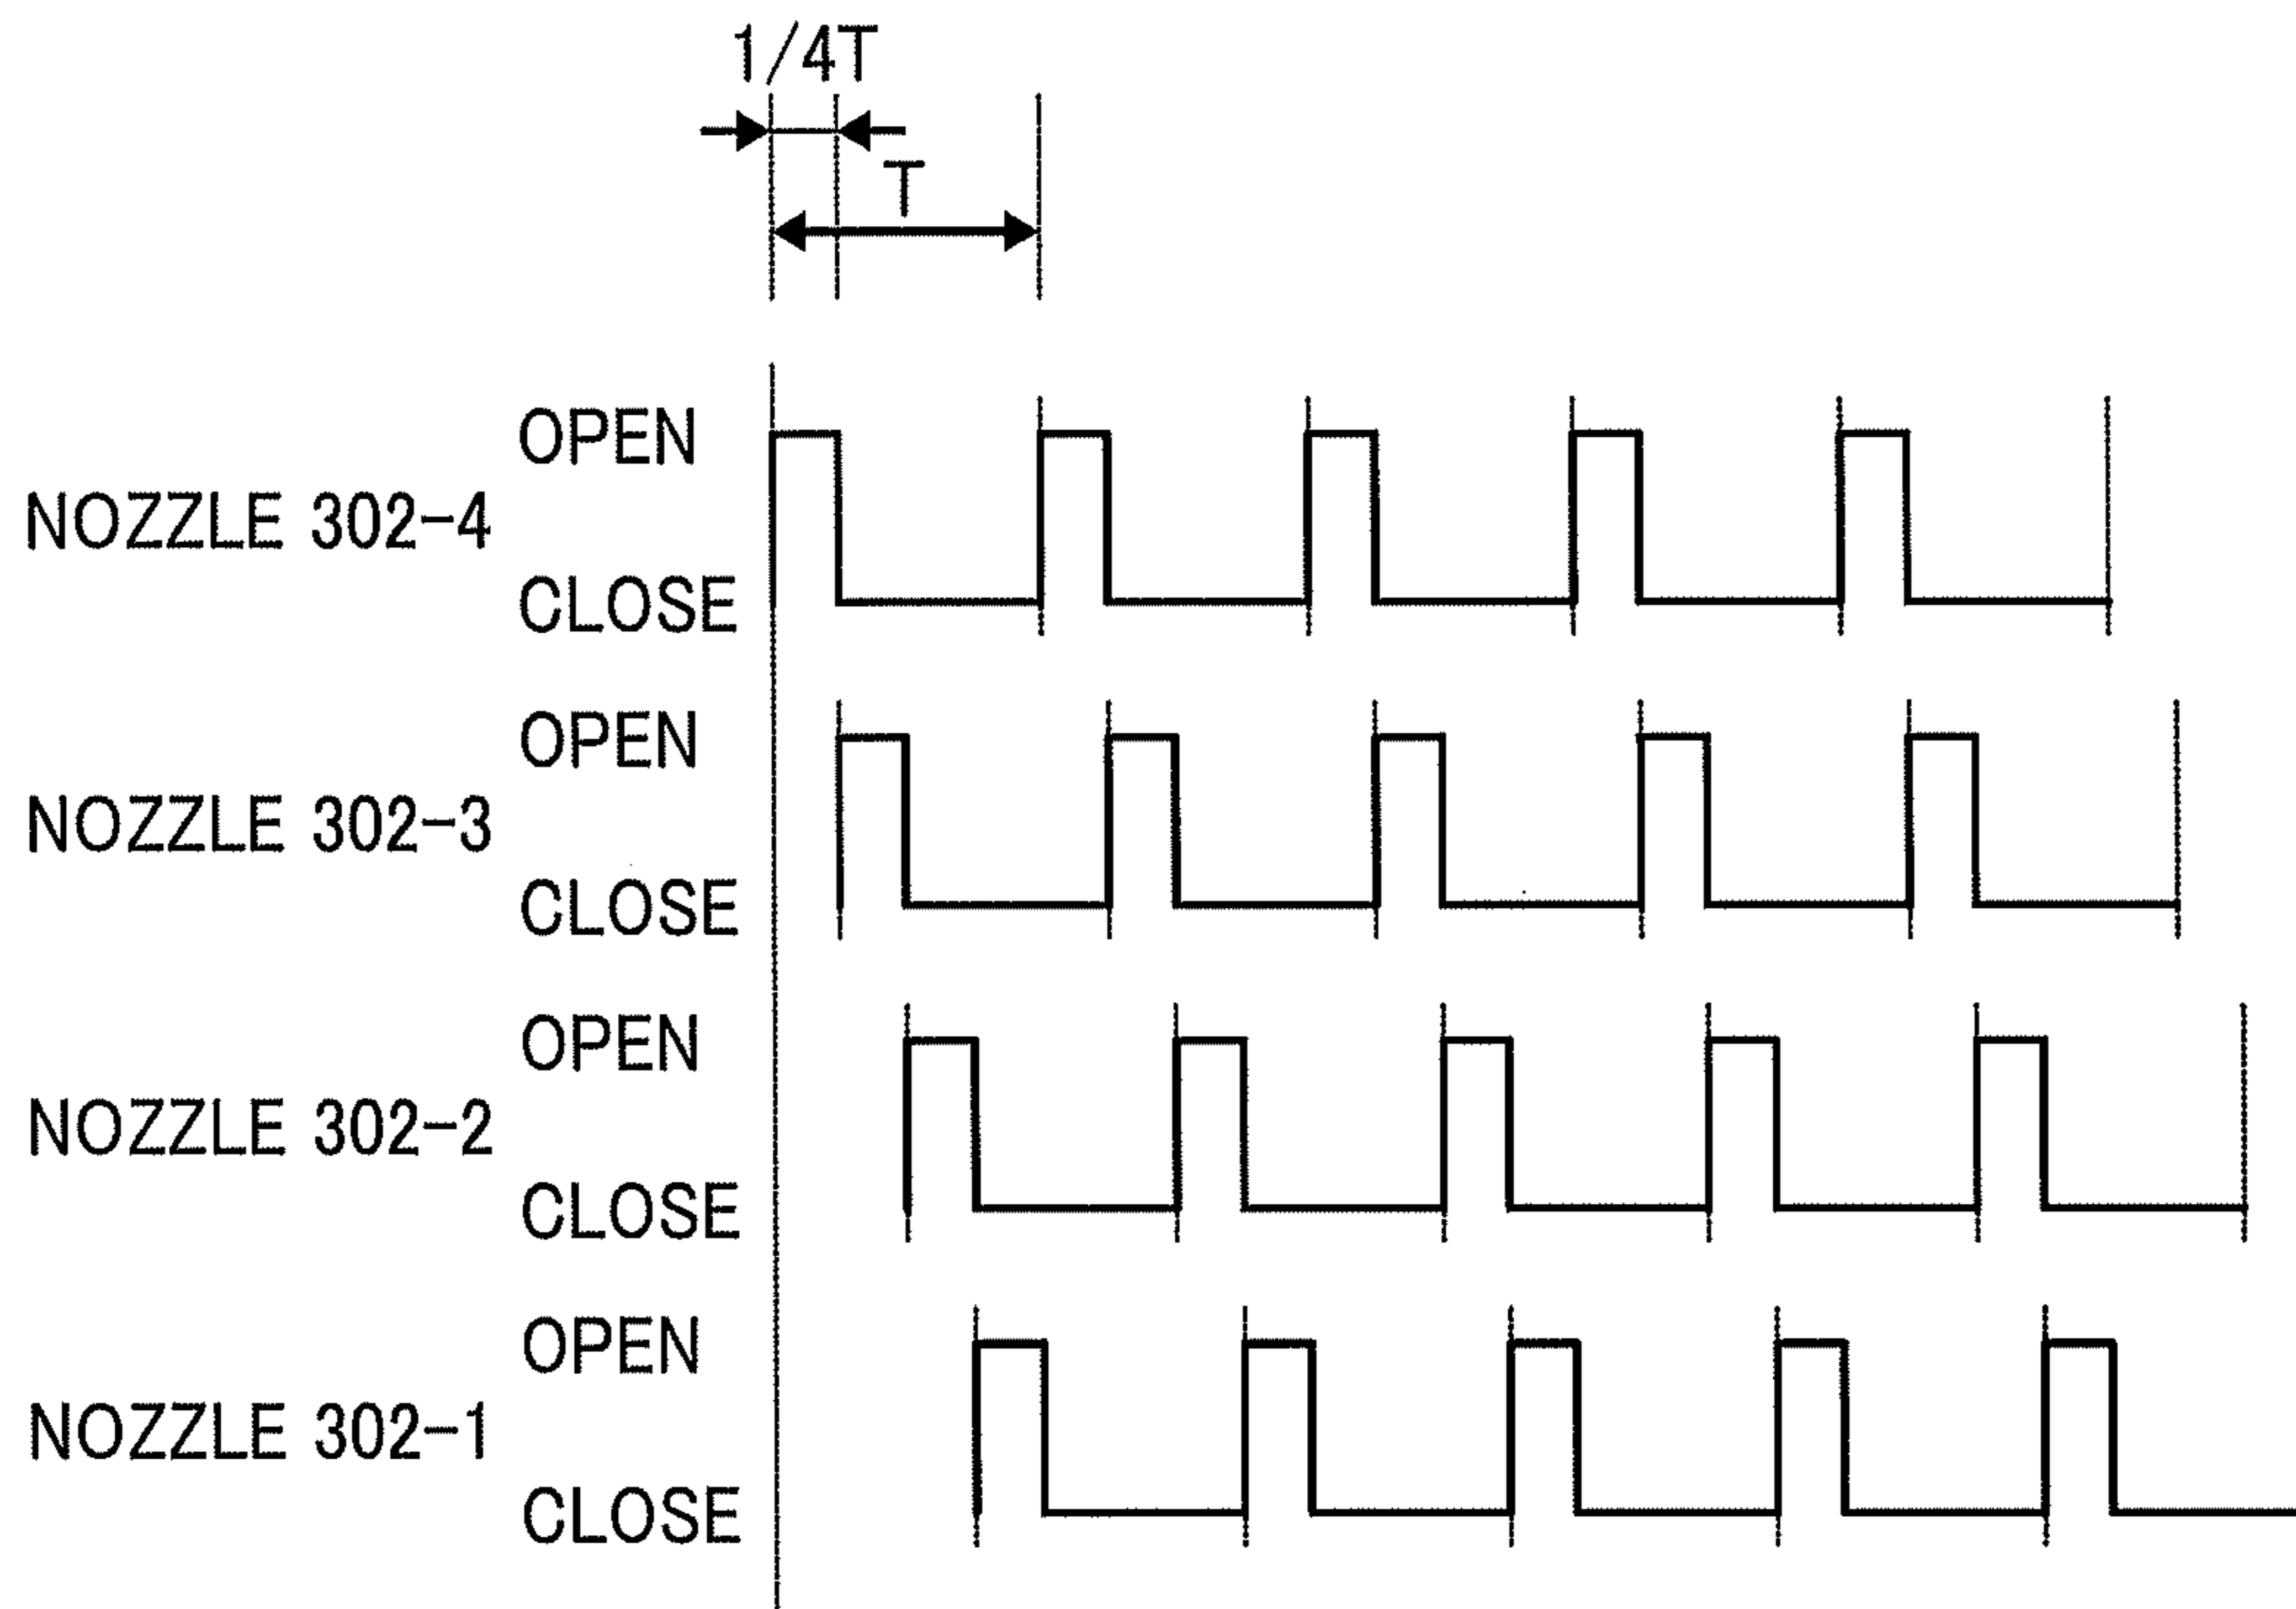 1/4T
T
OPEN
NOZZLE 302-4
CLOSE
OPEN
NOZZLE 302-3
CLOSE
OPEN
NOZZLE 302-2
CLOSE
OPEN
NOZZLE 302-1
CLOSE